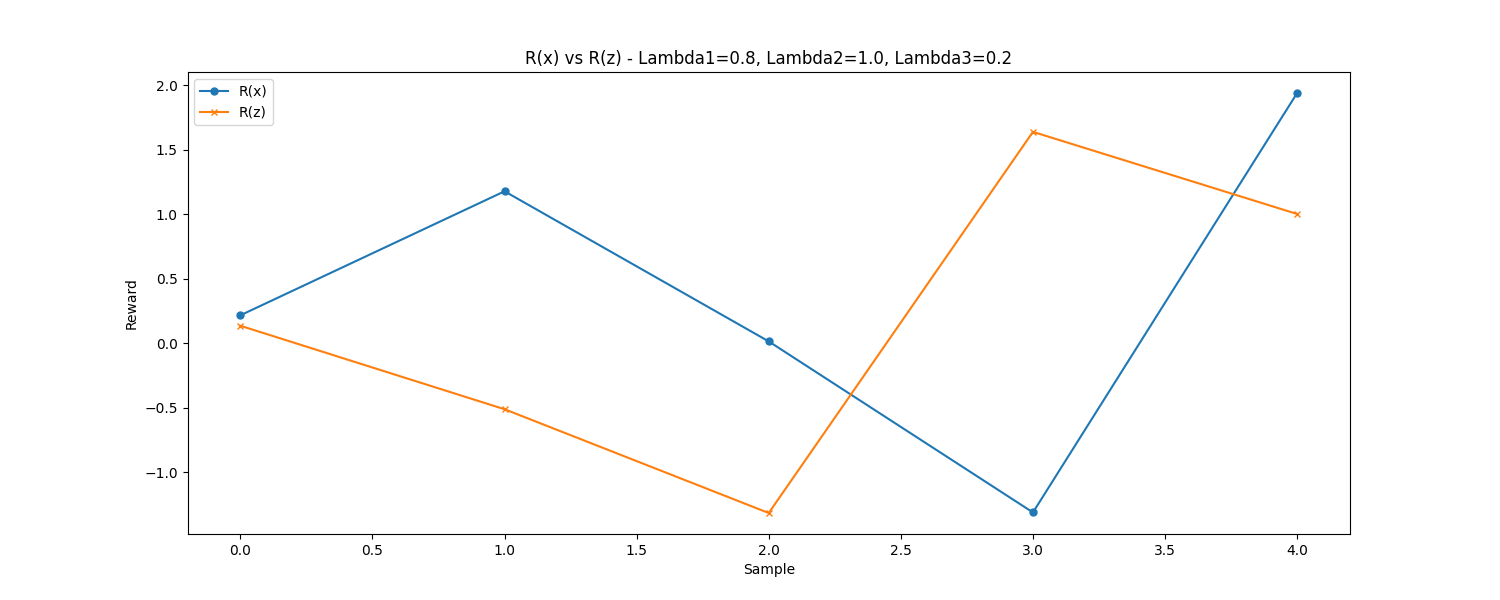 R(x) vs R(z) - Lambda1=0.8, Lambda2=1.0, Lambda3=0.2
R(x)
R(z)
Reward
2.0
1.5
1.0
0.5
0.0
−0.5
−1.0
0.0 0.5 1.0 1.5 2.0 2.5 3.0 3.5 4.0
Sample